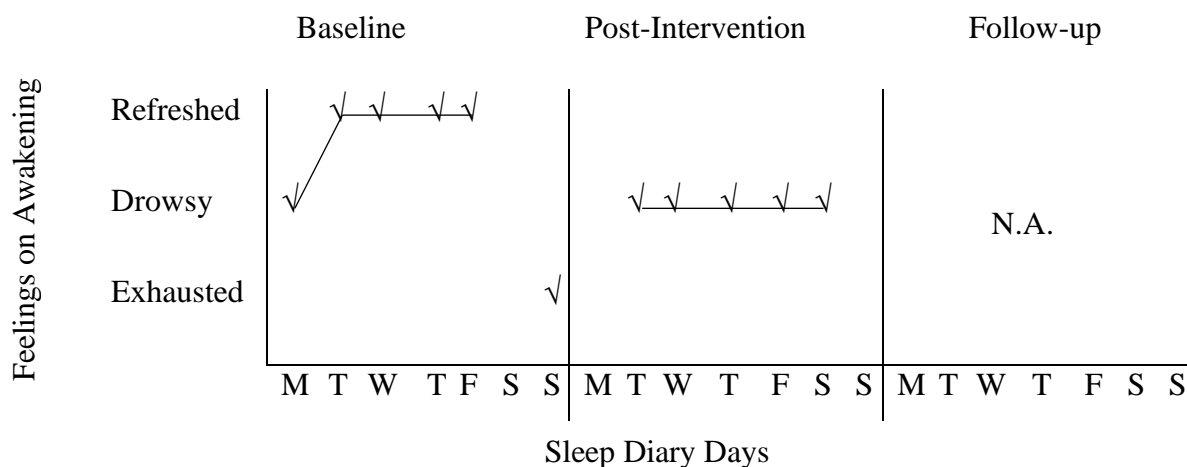 Baseline Post-Intervention Follow-up
Feelings on Awakening
Refreshed √ √ √ √
Drowsy √ √ √ √ √ √
N.A.
Exhausted √
M T W T F S S M T W T F S S M T W T F S S
Sleep Diary Days